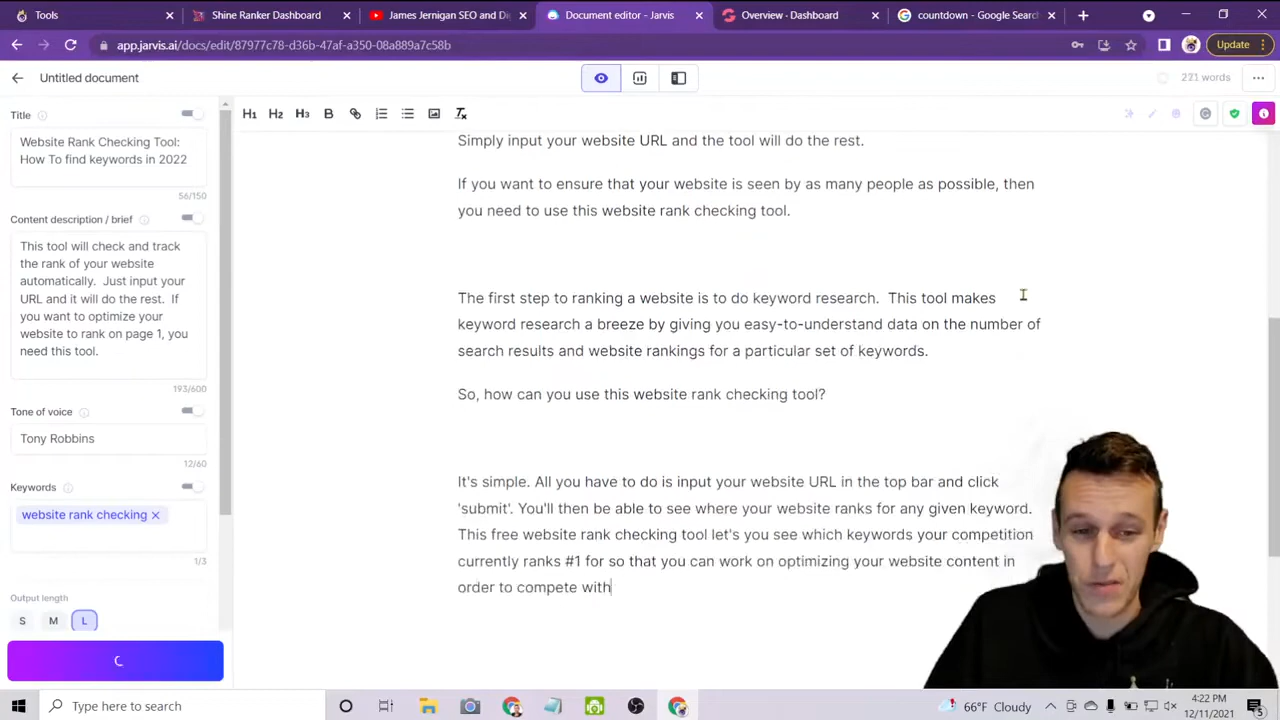 Tools
Shine Ranker Dashboard
James Jernigan SEO and Di
Document editor - Jarvis
Overview - Dashboard
countdown - Google Search
app.jarvis.ai/docs/edit/87977c78-d36b-47af-a350-08a889a7c58b
Update
Untitled document
221 words
Title
Website Rank Checking Tool:
How To find keywords in 2022
56/150
Content description / brief
This tool will check and track
the rank of your website
automatically. Just input your
URL and it will do the rest. If
you want to optimize your
website to rank on page 1, you
need this tool.
193/600
Tone of voice
Tony Robbins
12/60
Keywords
website rank checking
1/3
Output length
S M L
H1 H2 H3 B
Simply input your website URL and the tool will do the rest.
If you want to ensure that your website is seen by as many people as possible, then
you need to use this website rank checking tool.
The first step to ranking a website is to do keyword research. This tool makes
keyword research a breeze by giving you easy-to-understand data on the number of
search results and website rankings for a particular set of keywords.
So, how can you use this website rank checking tool?
It's simple. All you have to do is input your website URL in the top bar and click
'submit'. You'll then be able to see where your website ranks for any given keyword.
This free website rank checking tool let's you see which keywords your competition
currently ranks #1 for so that you can work on optimizing your website content in
order to compete with
Type here to search
66°F Cloudy
4:22 PM
12/11/2021
5